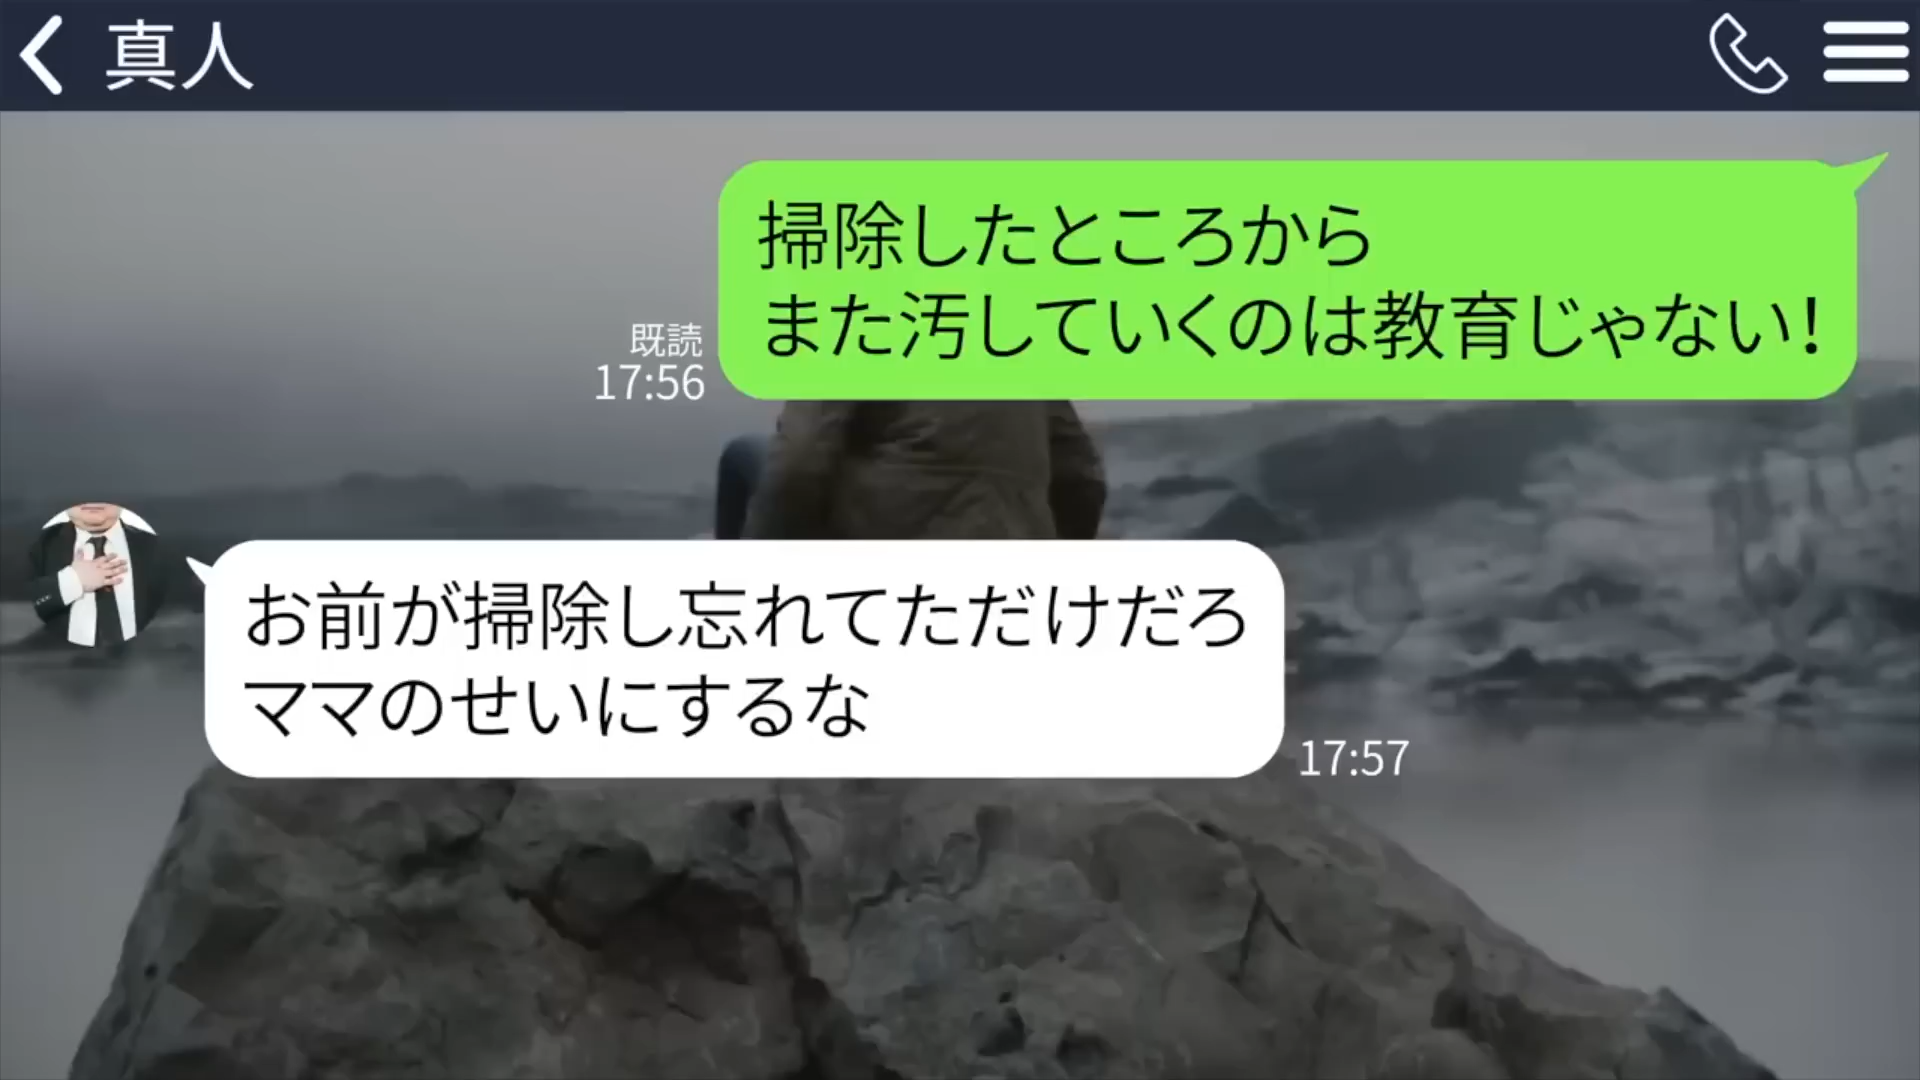 真人
掃除したところから
また汚していくのは教育じゃない！
既読
17:56
お前が掃除し忘れてただけだろ
ママのせいにするな
17:57